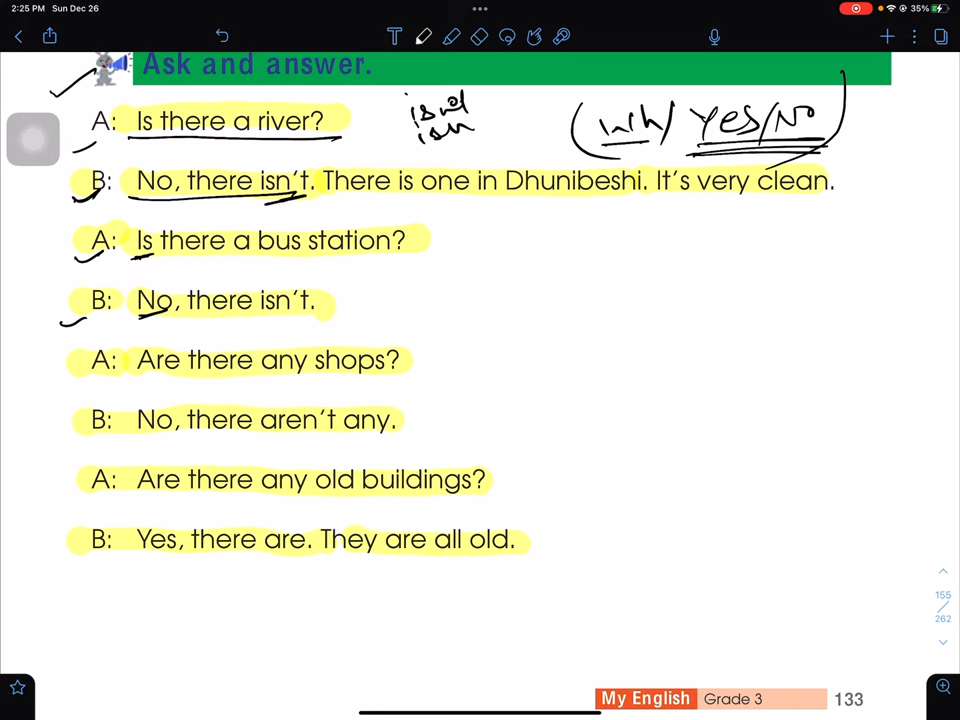 2:25 PM Sun Dec 26
35%
Ask and answer.
A: Is there a river?
is not
isn
(Wh/ Yes/No)
B: No, there isn't. There is one in Dhunibeshi. It's very clean.
A: Is there a bus station?
B: No, there isn't.
A: Are there any shops?
B: No, there aren't any.
A: Are there any old buildings?
B: Yes, there are. They are all old.
155
262
My English Grade 3 133